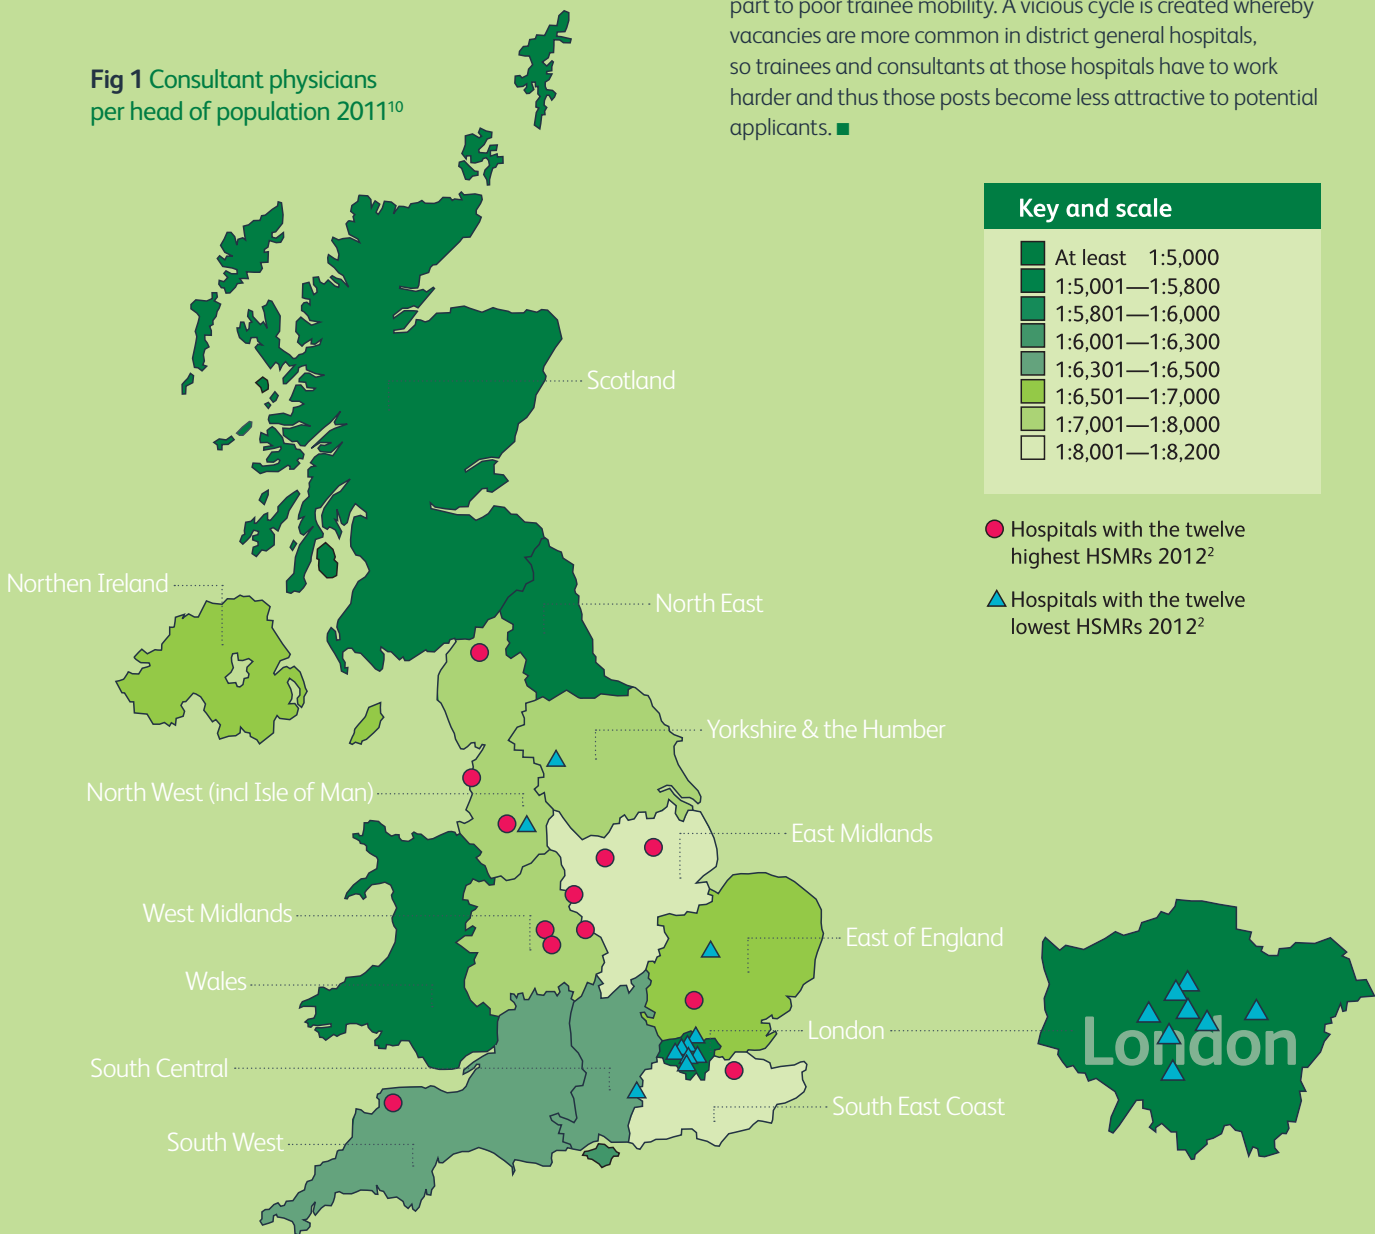 part to poor trainee mobility. A vicious cycle is created whereby
vacancies are more common in district general hospitals,
so trainees and consultants at those hospitals have to work
harder and thus those posts become less attractive to potential
applicants. ■
Fig 1 Consultant physicians
per head of population 2011¹⁰
Key and scale
At least 1:5,000
1:5,001—1:5,800
1:5,801—1:6,000
1:6,001—1:6,300
1:6,301—1:6,500
1:6,501—1:7,000
1:7,001—1:8,000
1:8,001—1:8,200
Hospitals with the twelve
highest HSMRs 2012²
Hospitals with the twelve
lowest HSMRs 2012²
Scotland
Northen Ireland
North East
Yorkshire & the Humber
North West (incl Isle of Man)
East Midlands
West Midlands
East of England
Wales
London
London
South Central
South East Coast
South West